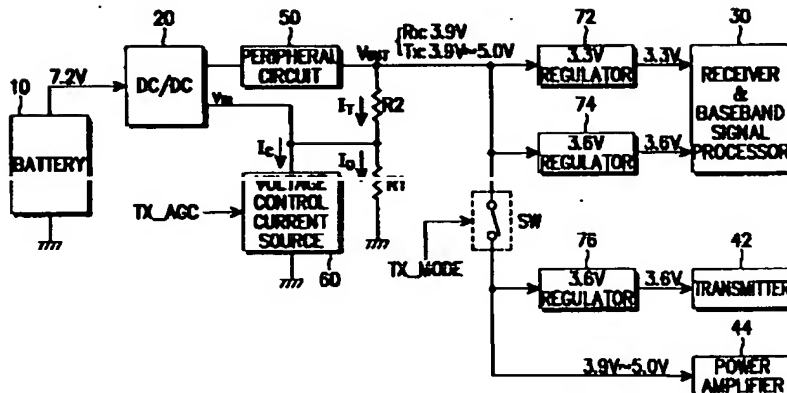 20
50
72
30
7.2V
10
BATTERY
DC/DC
PERIPHERAL
CIRCUIT
VOUT
Rx: 3.9V
Tx: 3.9V~5.0V
3.3V
REGULATOR
3.3V
RECEIVER
&
BASEBAND
SIGNAL
PROCESSOR
IT
R2
74
3.6V
REGULATOR
3.6V
IC
IO
R1
VOLTAGE
CONTROL
CURRENT
SOURCE
TX_AGC
60
SW
TX_MODE
76
3.6V
REGULATOR
3.6V
42
TRANSMITTER
3.9V~5.0V
44
POWER
AMPLIFIER